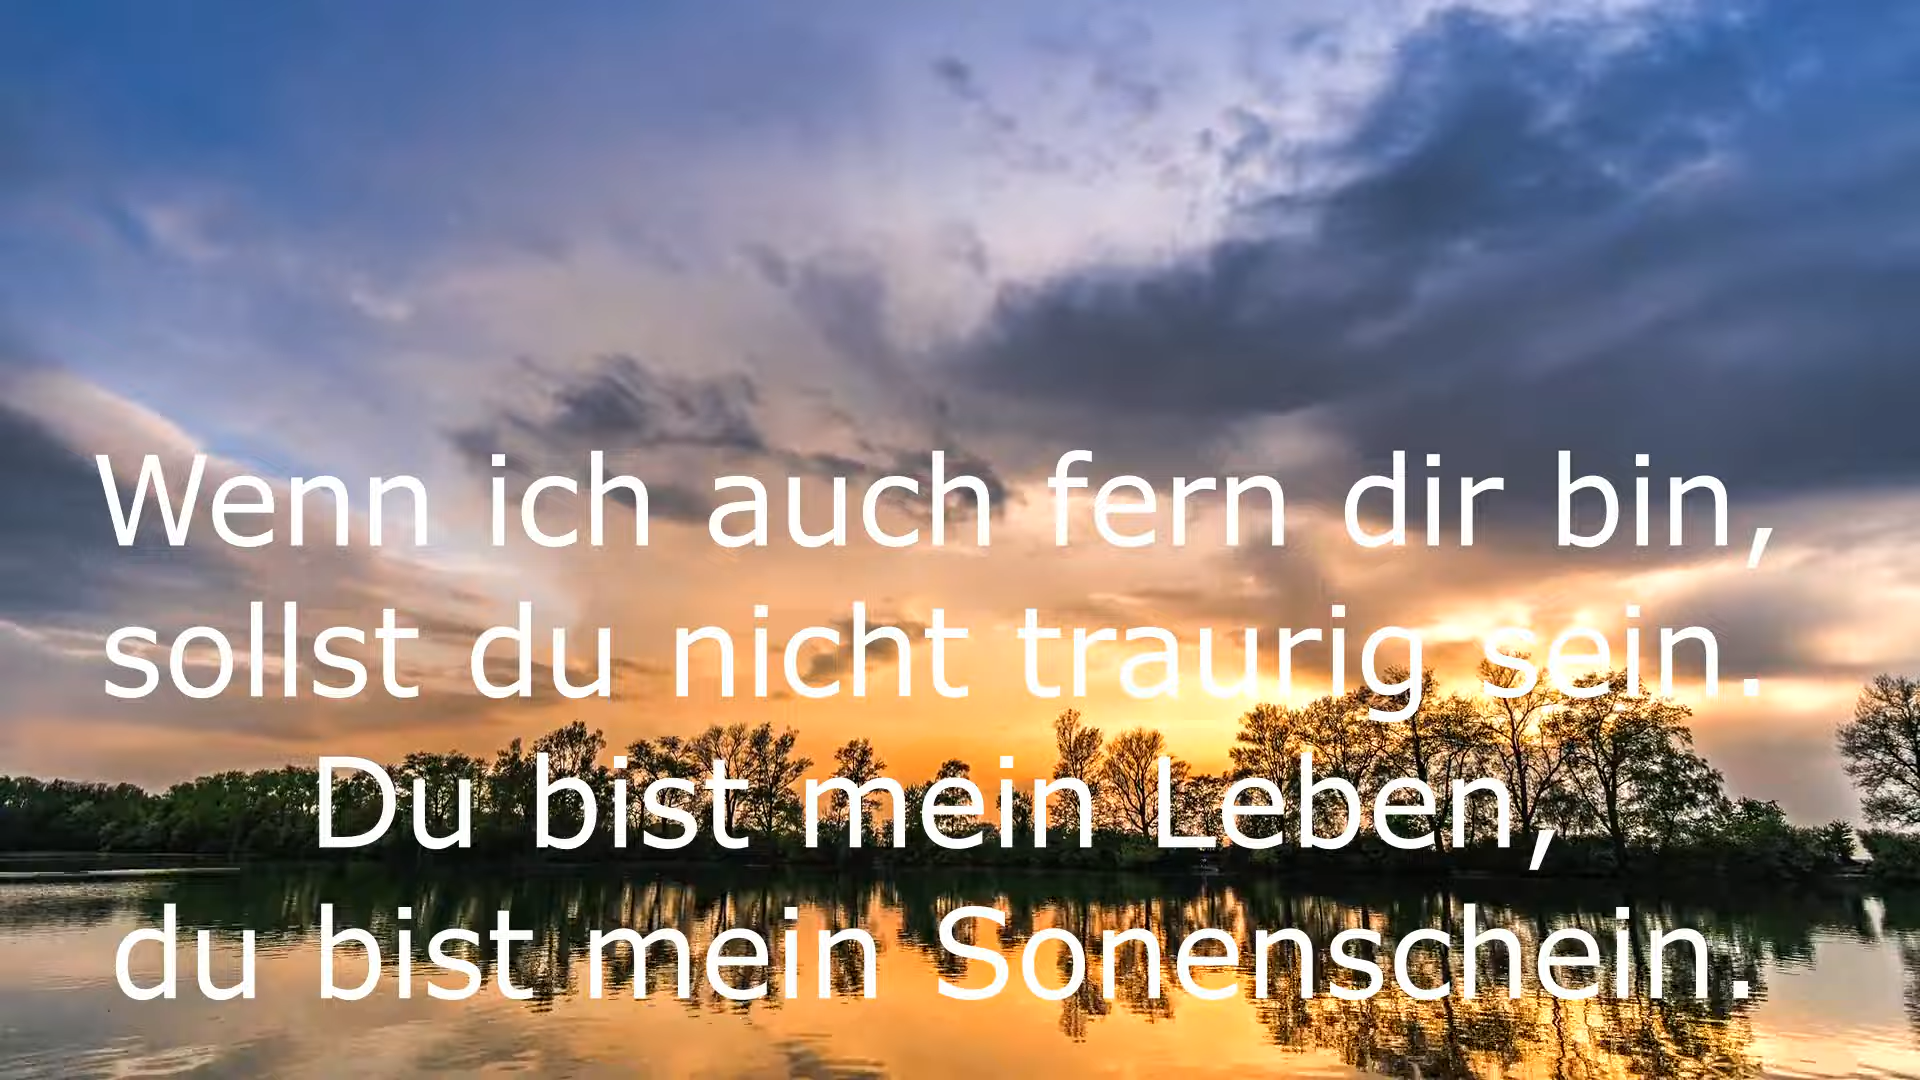 Wenn ich auch fern dir bin,
sollst du nicht traurig sein.
Du bist mein Leben,
du bist mein Sonenschein.